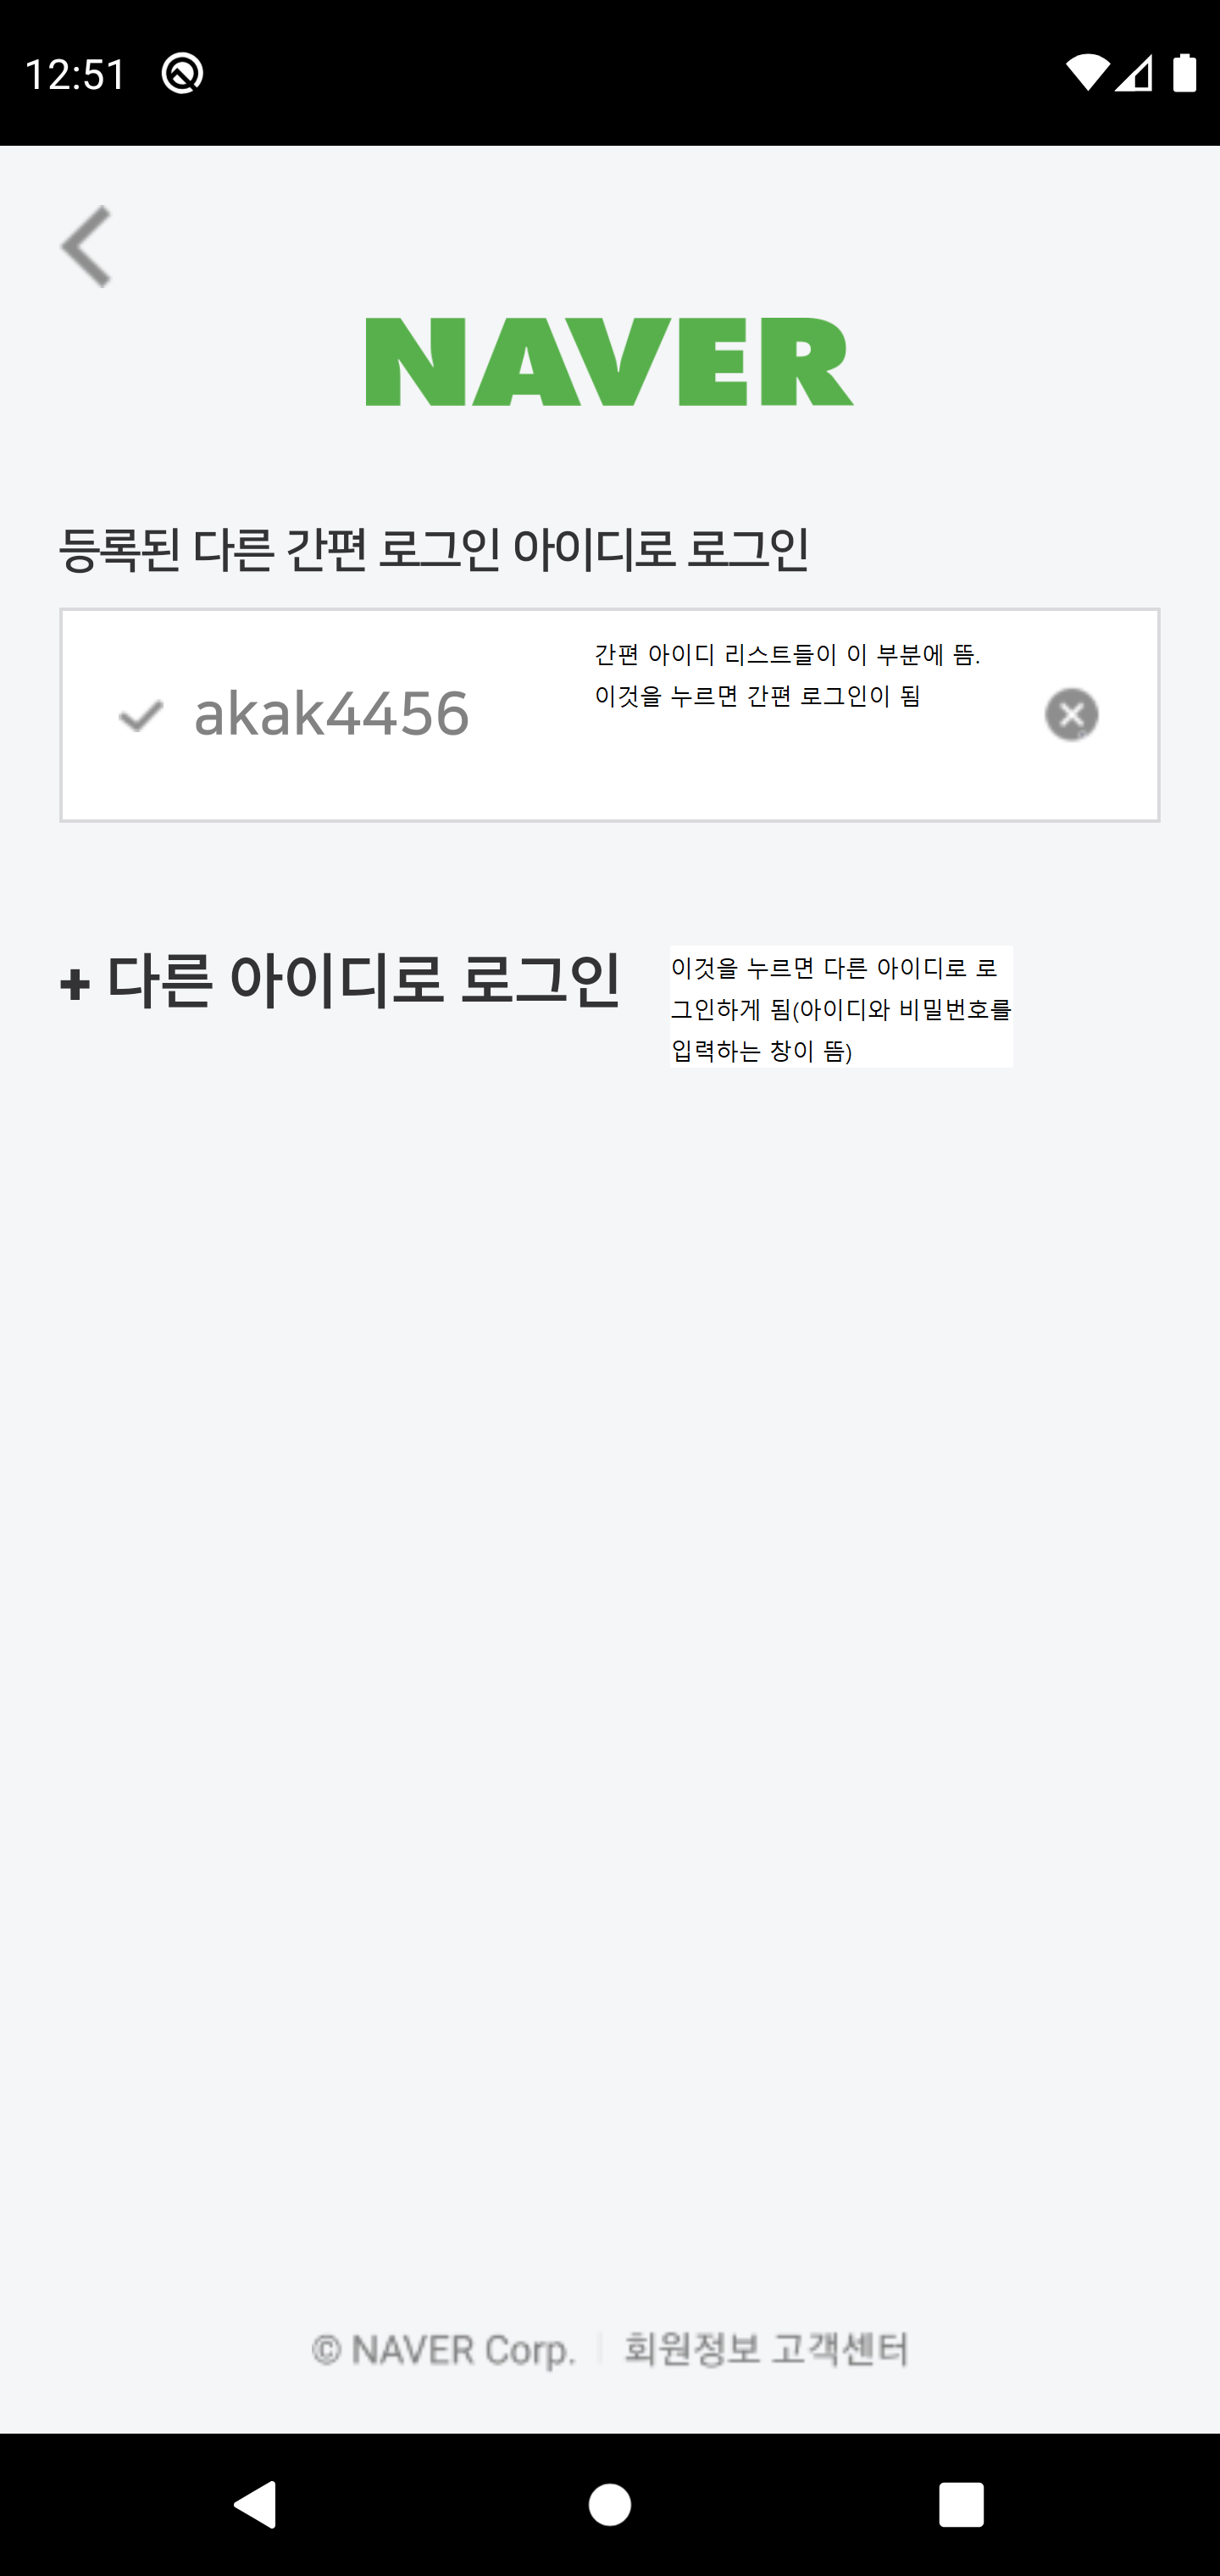 12:51
NAVER
등록된 다른 간편 로그인 아이디로 로그인
akak4456
간편 아이디 리스트들이 이 부분에 뜸.
이것을 누르면 간편 로그인이 됨
+ 다른 아이디로 로그인
이것을 누르면 다른 아이디로 로
그인하게 됨(아이디와 비밀번호를
입력하는 창이 뜸)
© NAVER Corp. | 회원정보 고객센터